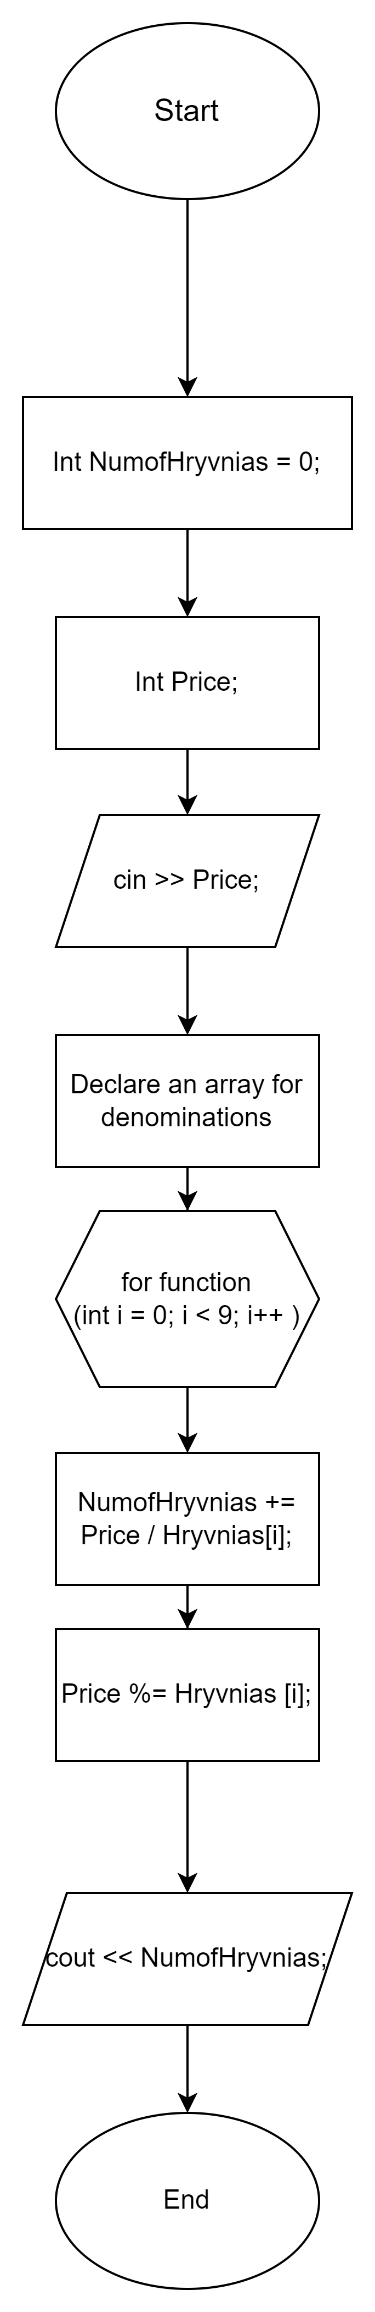 Start
Int NumofHryvnias = 0;
Int Price;
cin >> Price;
Declare an array for
denominations
for function
(int i = 0; i < 9; i++ )
NumofHryvnias +=
Price / Hryvnias[i];
Price %= Hryvnias [i];
cout << NumofHryvnias;
End